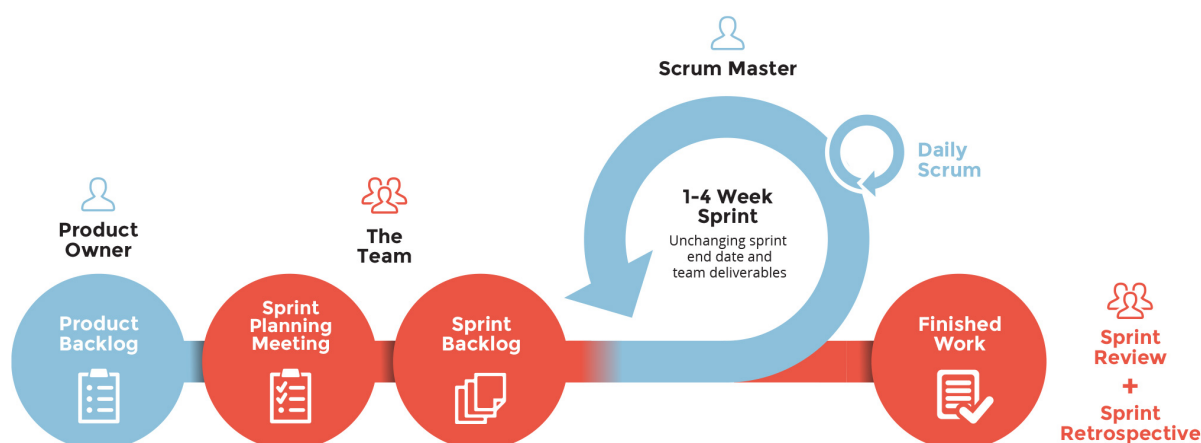 Scrum Master
Daily
Scrum
1-4 Week
Sprint
Unchanging sprint
end date and
team deliverables
Product
Owner
The
Team
Product
Backlog
Sprint
Planning
Meeting
Sprint
Backlog
Finished
Work
Sprint
Review
+
Sprint
Retrospective